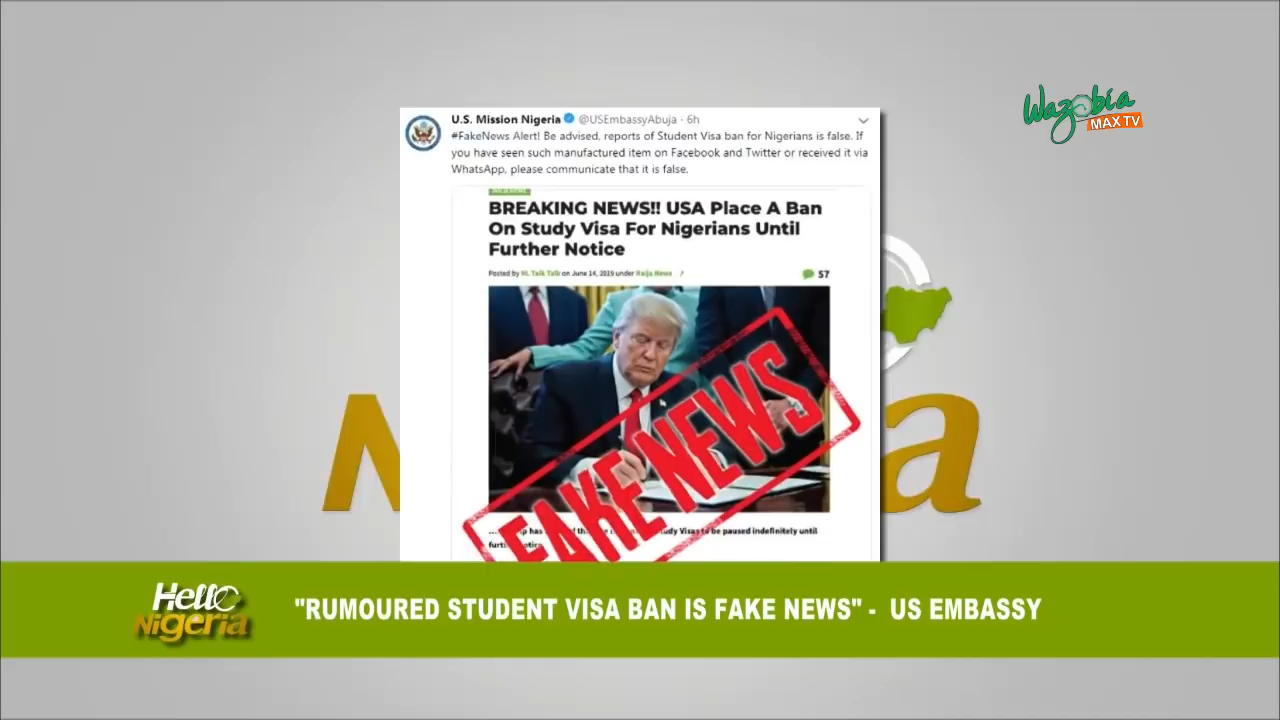 Wazobia
MAX TV
U.S. Mission Nigeria @USEmbassyAbuja · 6h
#FakeNews Alert! Be advised, reports of Student Visa ban for Nigerians is false. If
you have seen such manufactured item on Facebook and Twitter or received it via
WhatsApp, please communicate that it is false.
BREAKING NEWS!! USA Place A Ban
On Study Visa For Nigerians Until
Further Notice
Posted by on June 14, 2019 under Naija News / 57
FAKE NEWS
has be paused indefinitely until
N
a
Hello
Nigeria
"RUMOURED STUDENT VISA BAN IS FAKE NEWS" - US EMBASSY